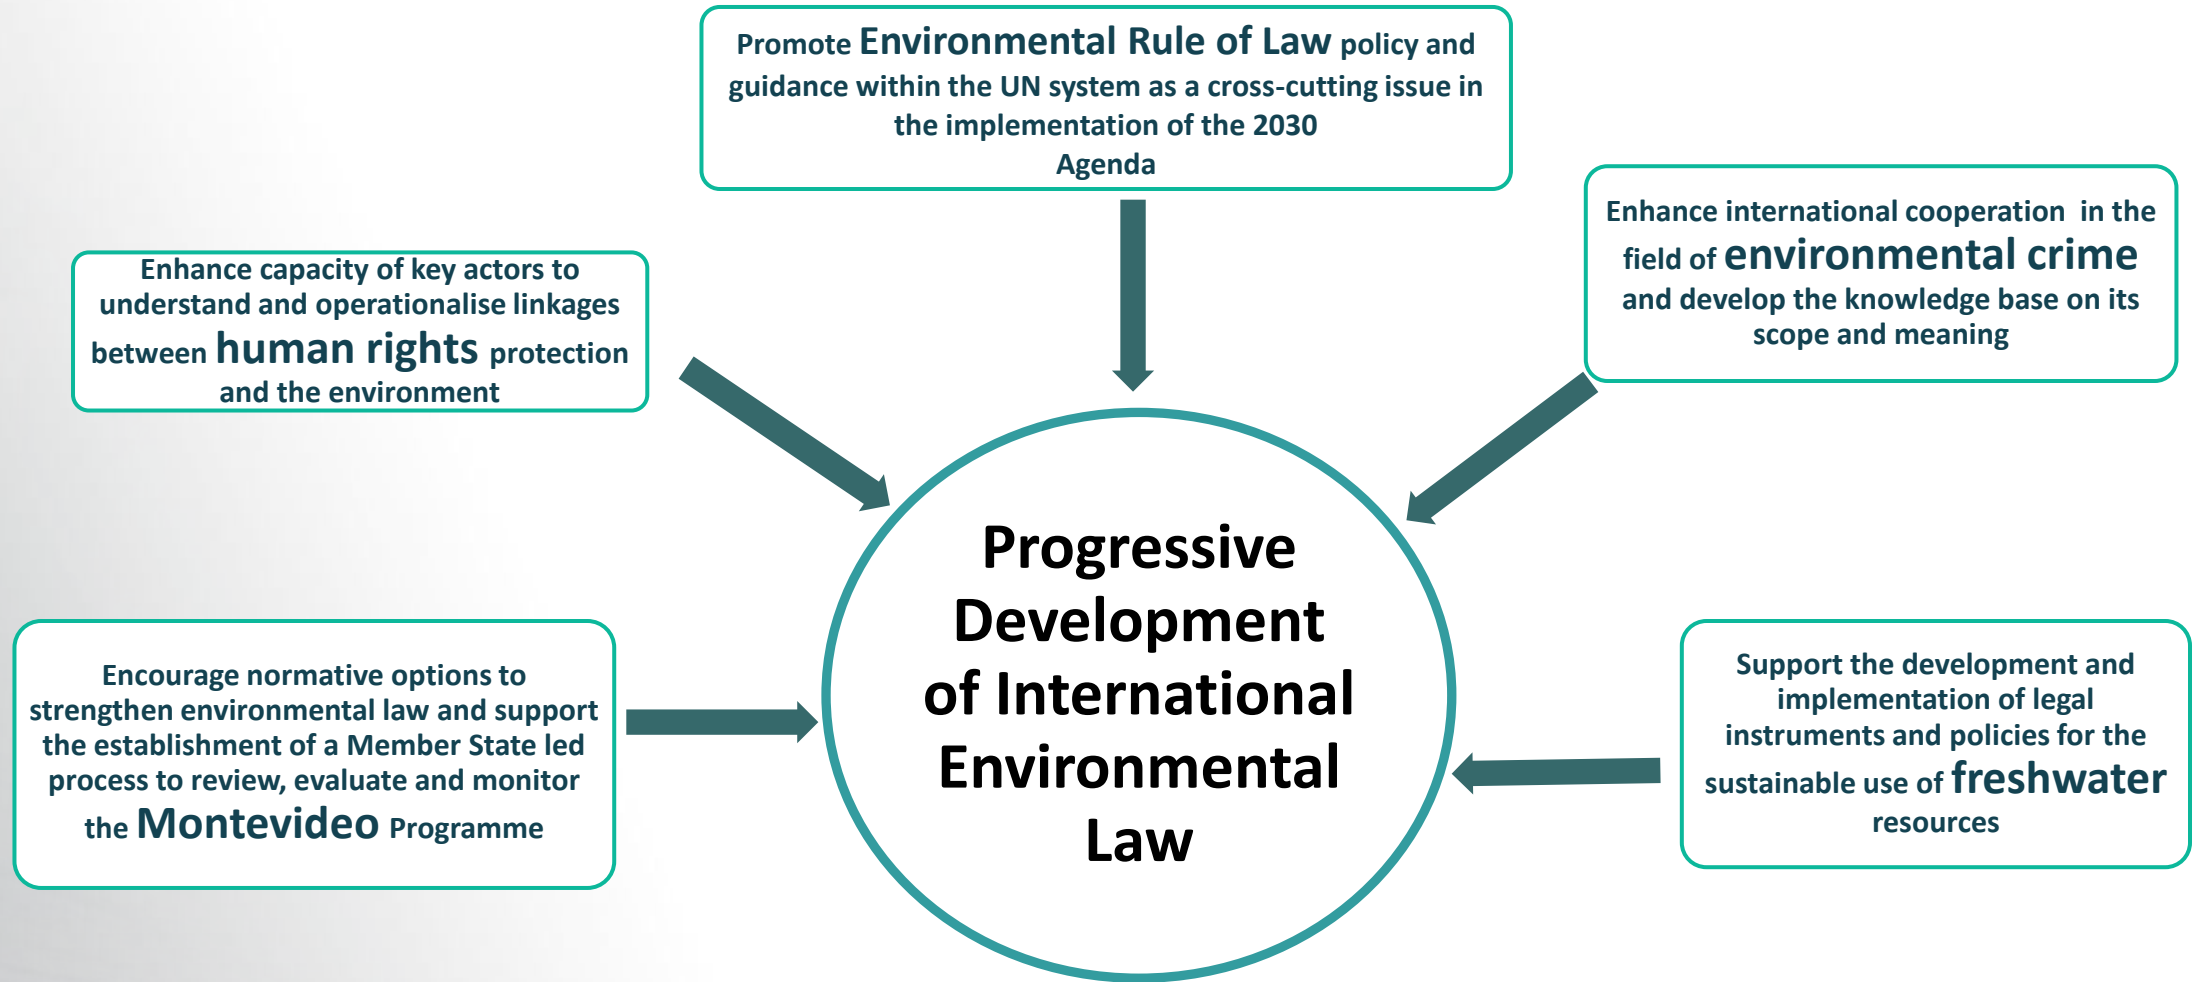 Promote Environmental Rule of Law policy and
guidance within the UN system as a cross-cutting issue in
the implementation of the 2030
Agenda
Enhance international cooperation in the
field of environmental crime
and develop the knowledge base on its
scope and meaning
Enhance capacity of key actors to
understand and operationalise linkages
between human rights protection
and the environment
Progressive
Development
of International
Environmental
Law
Encourage normative options to
strengthen environmental law and support
the establishment of a Member State led
process to review, evaluate and monitor
the Montevideo Programme
Support the development and
implementation of legal
instruments and policies for the
sustainable use of freshwater
resources